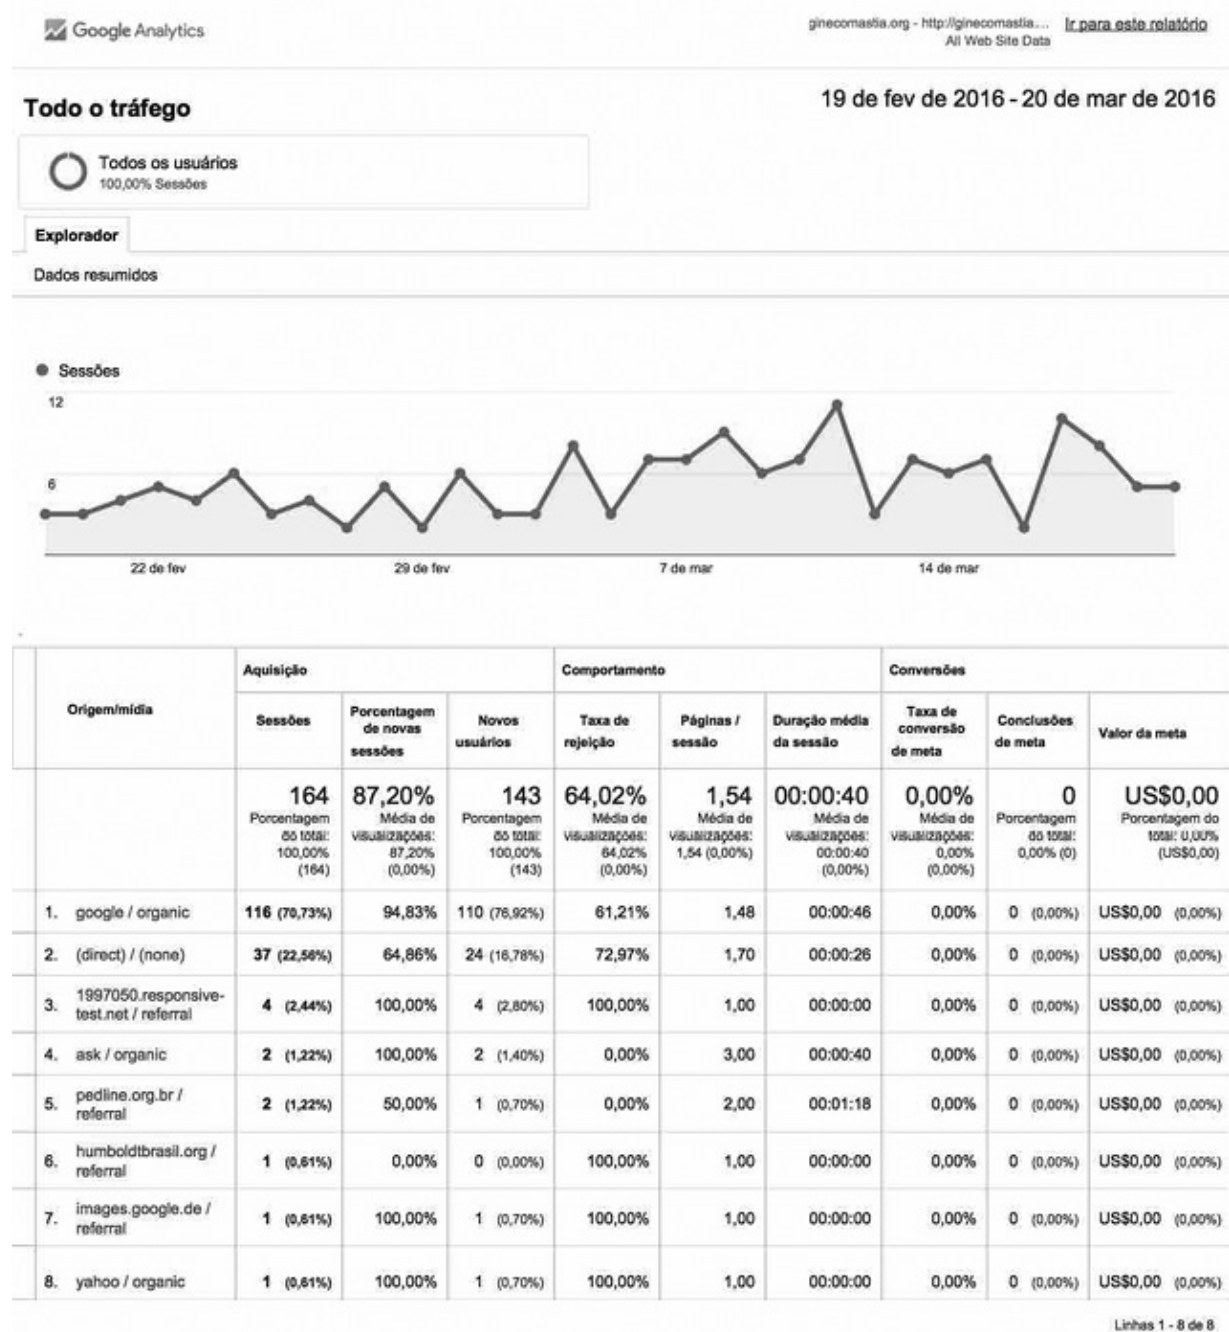 Google Analytics
ginecomastia.org - http://ginecomastia.... Ir para este relatório
All Web Site Data
Todo o tráfego
19 de fev de 2016 - 20 de mar de 2016
Todos os usuários
100,00% Sessões
Explorador
Dados resumidos
Sessões
12
6
22 de fev 29 de fev 7 de mar 14 de mar
Origem/mídia
Aquisição Comportamento Conversões
Sessões
Porcentagem
de novas
sessões
Novos
usuários
Taxa de
rejeição
Páginas /
sessão
Duração média
da sessão
Taxa de
conversão
de meta
Conclusões
de meta
Valor da meta
164
Porcentagem
do total:
100,00%
(164)
87,20%
Média de
visualizações:
87,20%
(0,00%)
143
Porcentagem
do total:
100,00%
(143)
64,02%
Média de
visualizações:
64,02%
(0,00%)
1,54
Média de
visualizações:
1,54 (0,00%)
00:00:40
Média de
visualizações:
00:00:40
(0,00%)
0,00%
Média de
visualizações:
0,00%
(0,00%)
0
Porcentagem
do total:
0,00% (0)
US$0,00
Porcentagem do
total: 0,00%
(US$0,00)
1. google / organic 116 (70,73%) 94,83% 110 (76,92%) 61,21% 1,48 00:00:46 0,00% 0 (0,00%) US$0,00 (0,00%)
2. (direct) / (none) 37 (22,56%) 64,86% 24 (16,78%) 72,97% 1,70 00:00:26 0,00% 0 (0,00%) US$0,00 (0,00%)
3. 1997050.responsive-
test.net / referral 4 (2,44%) 100,00% 4 (2,80%) 100,00% 1,00 00:00:00 0,00% 0 (0,00%) US$0,00 (0,00%)
4. ask / organic 2 (1,22%) 100,00% 2 (1,40%) 0,00% 3,00 00:00:40 0,00% 0 (0,00%) US$0,00 (0,00%)
5. pedline.org.br /
referral 2 (1,22%) 50,00% 1 (0,70%) 0,00% 2,00 00:01:18 0,00% 0 (0,00%) US$0,00 (0,00%)
6. humboldtbrasil.org /
referral 1 (0,61%) 0,00% 0 (0,00%) 100,00% 1,00 00:00:00 0,00% 0 (0,00%) US$0,00 (0,00%)
7. images.google.de /
referral 1 (0,61%) 100,00% 1 (0,70%) 100,00% 1,00 00:00:00 0,00% 0 (0,00%) US$0,00 (0,00%)
8. yahoo / organic 1 (0,61%) 100,00% 1 (0,70%) 100,00% 1,00 00:00:00 0,00% 0 (0,00%) US$0,00 (0,00%)
Linhas 1 - 8 de 8